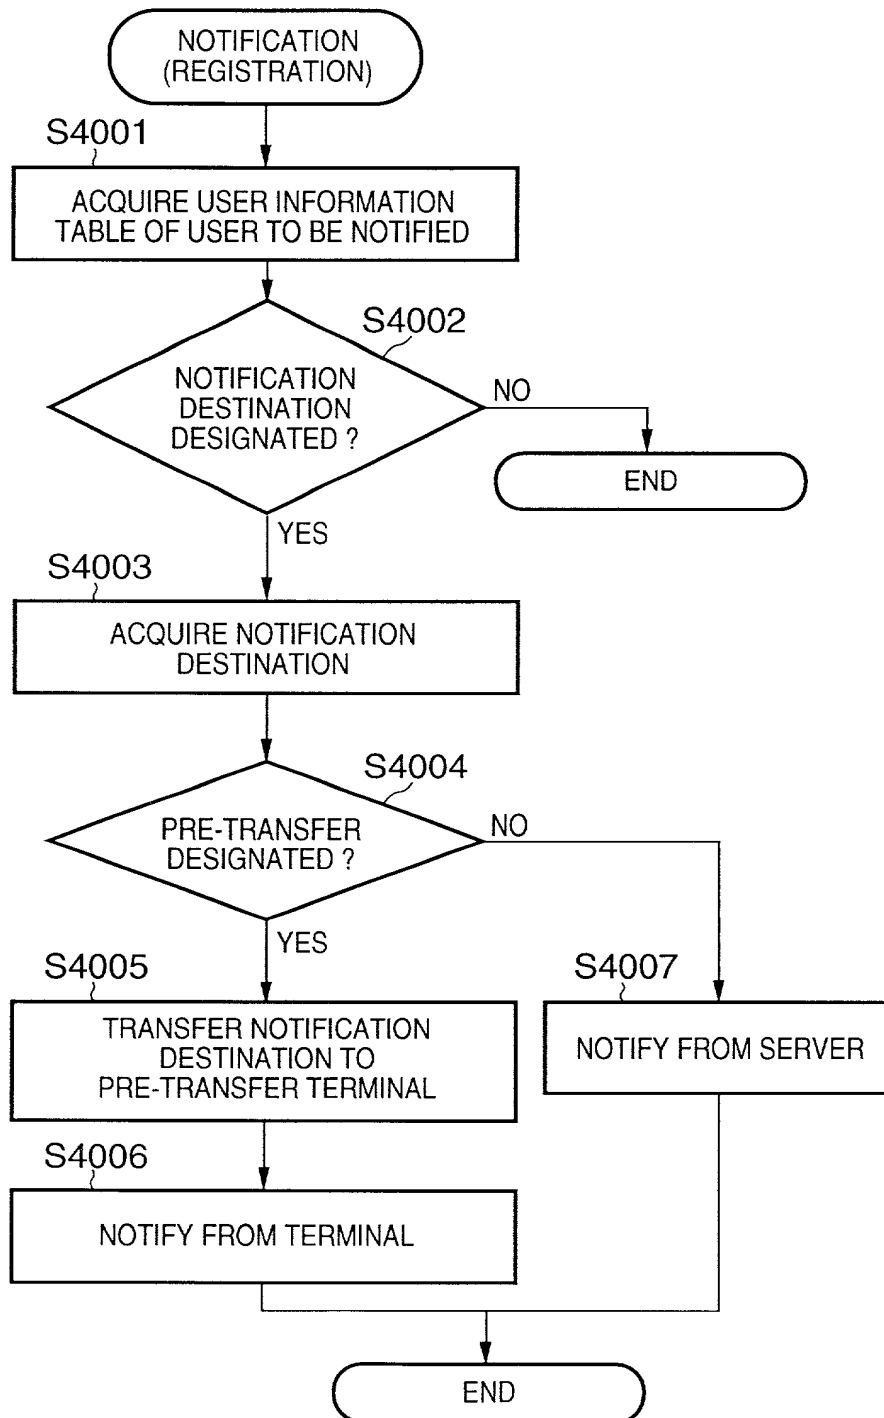 NOTIFICATION
(REGISTRATION)
S4001
ACQUIRE USER INFORMATION
TABLE OF USER TO BE NOTIFIED
S4002
NOTIFICATION
DESTINATION
DESIGNATED ?
NO
END
YES
S4003
ACQUIRE NOTIFICATION
DESTINATION
S4004
PRE-TRANSFER
DESIGNATED ?
NO
YES
S4005
TRANSFER NOTIFICATION
DESTINATION TO
PRE-TRANSFER TERMINAL
S4007
NOTIFY FROM SERVER
S4006
NOTIFY FROM TERMINAL
END